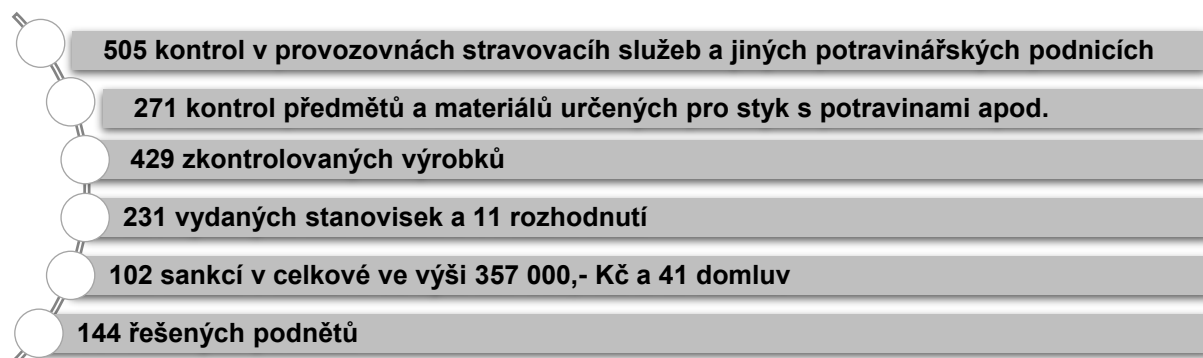 505 kontrol v provozovnách stravovacíh služeb a jiných potravinářských podnicích
271 kontrol předmětů a materiálů určených pro styk s potravinami apod.
429 zkontrolovaných výrobků
231 vydaných stanovisek a 11 rozhodnutí
102 sankcí v celkové ve výši 357 000,- Kč a 41 domluv
144 řešených podnětů